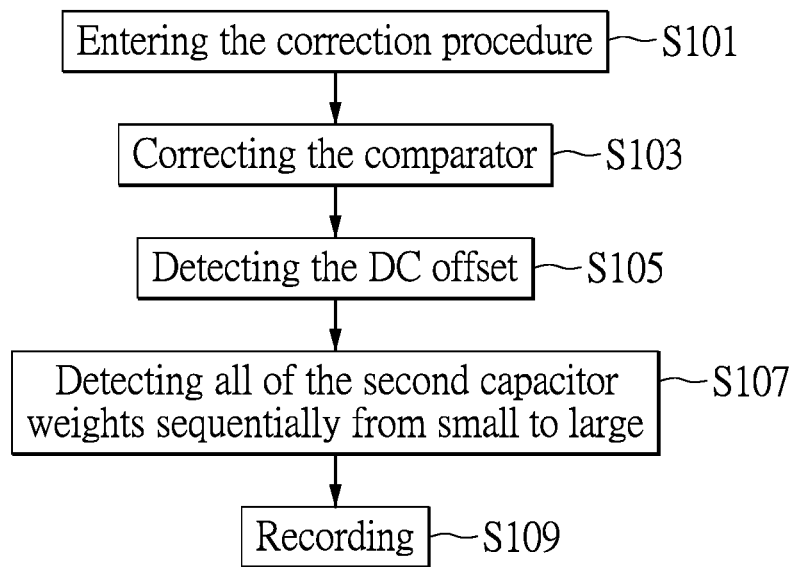 Entering the correction procedure S101
Correcting the comparator S103
Detecting the DC offset S105
Detecting all of the second capacitor S107
weights sequentially from small to large
Recording S109